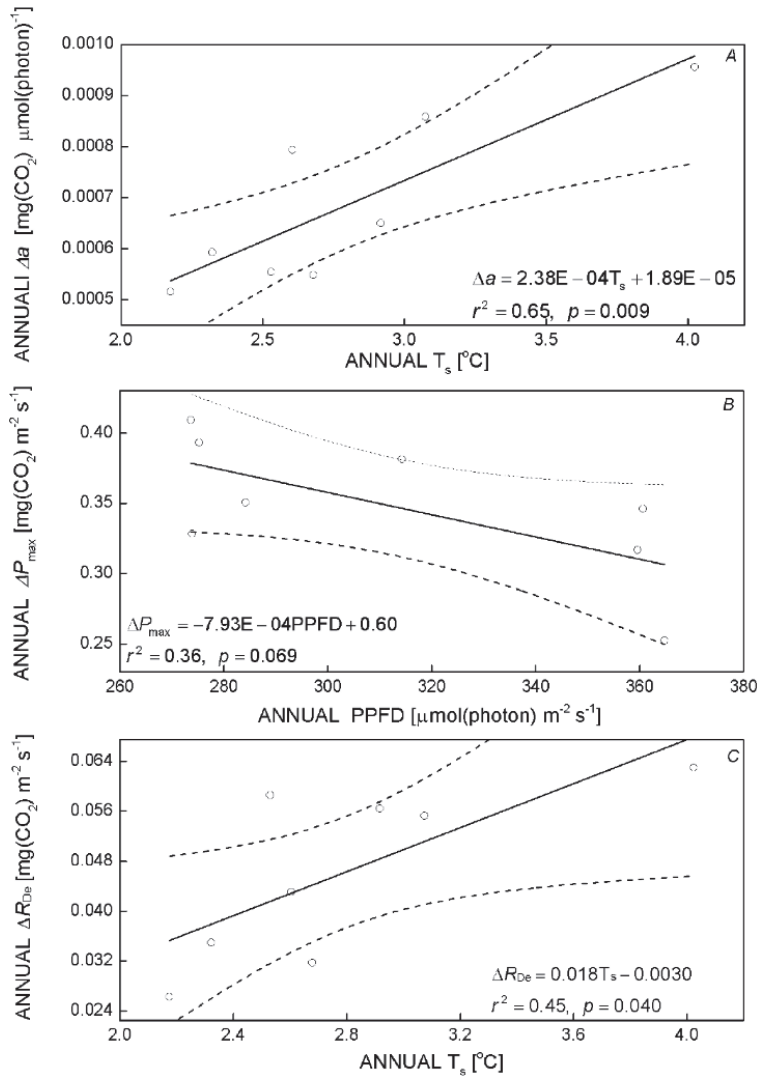 ANNUALl Δa [mg(CO₂) μmol(photon)⁻¹]
0.0010
0.0009
0.0008
0.0007
0.0006
0.0005
A
Δa = 2.38E − 04Tₛ + 1.89E − 05
r² = 0.65, p = 0.009
2.0 2.5 3.0 3.5 4.0
ANNUAL Tₛ [°C]
ANNUAL ΔPmax [mg(CO₂) m⁻² s⁻¹]
0.40
0.35
0.30
0.25
B
ΔPmax = −7.93E − 04PPFD + 0.60
r² = 0.36, p = 0.069
260 280 300 320 340 360 380
ANNUAL PPFD [μmol(photon) m⁻² s⁻¹]
ANNUAL ΔRDe [mg(CO₂) m⁻² s⁻¹]
0.064
0.056
0.048
0.040
0.032
0.024
C
ΔRDe = 0.018Tₛ − 0.0030
r² = 0.45, p = 0.040
2.0 2.4 2.8 3.2 3.6 4.0
ANNUAL Tₛ [°C]